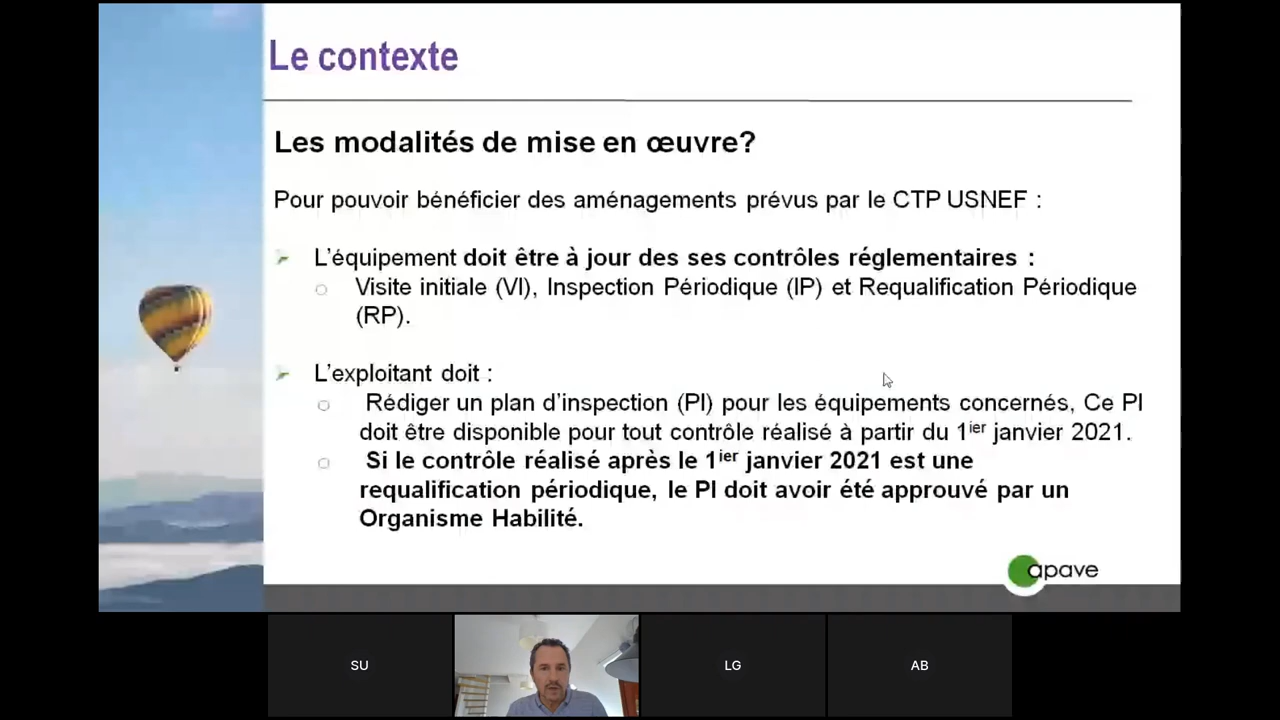 Le contexte
Les modalités de mise en œuvre?
Pour pouvoir bénéficier des aménagements prévus par le CTP USNEF :
L'équipement doit être à jour des ses contrôles réglementaires :
Visite initiale (VI), Inspection Périodique (IP) et Requalification Périodique
(RP).
L'exploitant doit :
Rédiger un plan d'inspection (PI) pour les équipements concernés, Ce PI
doit être disponible pour tout contrôle réalisé à partir du 1ier janvier 2021.
Si le contrôle réalisé après le 1ier janvier 2021 est une
requalification périodique, le PI doit avoir été approuvé par un
Organisme Habilité.
apave
SU
LG
AB